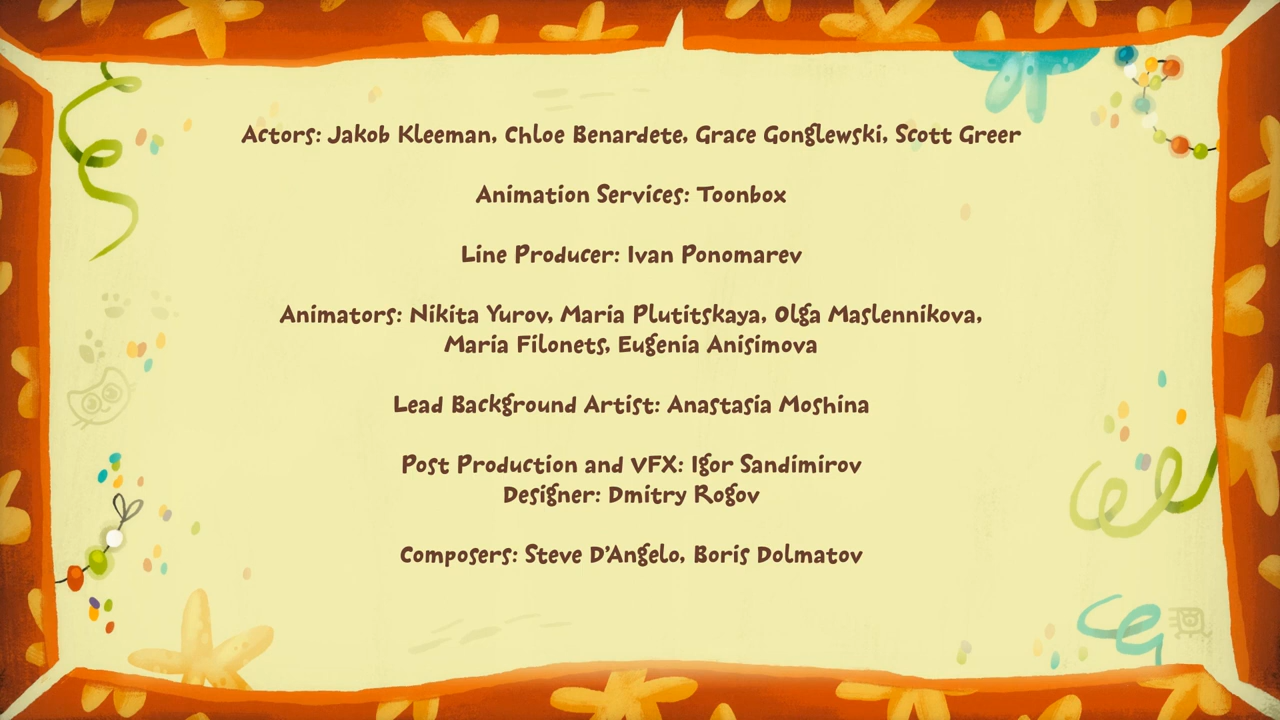 Actors: Jakob Kleeman, Chloe Benardete, Grace Gonglewski, Scott Greer
Animation Services: Toonbox
Line Producer: Ivan Ponomarev
Animators: Nikita Yurov, Maria Plutitskaya, Olga Maslennikova,
Maria Filonets, Eugenia Anisimova
Lead Background Artist: Anastasia Moshina
Post Production and VFX: Igor Sandimirov
Designer: Dmitry Rogov
Composers: Steve D'Angelo, Boris Dolmatov